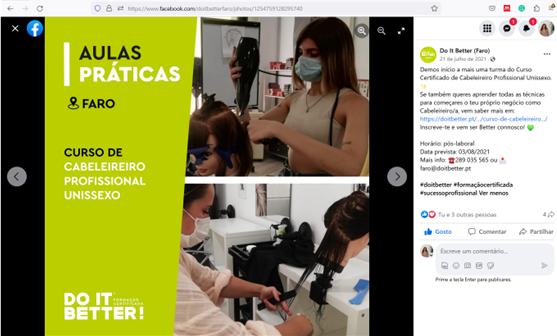 https://www.facebook.com/doitbetterfaro/photos/1254759128295740
AULAS
PRÁTICAS
FARO
CURSO DE
CABELEIREIRO
PROFISSIONAL
UNISSEXO
DO IT
BETTER!
FORMAÇÃO
CERTIFICADA
Do It Better (Faro)
21 de julho de 2021
Demos início a mais uma turma do Curso
Certificado de Cabeleireiro Profissional Unissexo.
Se também queres aprender todas as técnicas
para começares o teu próprio negócio como
Cabeleireiro/a, vem saber mais em:
https://doitbetter.pt/.../curso-de-cabeleireiro.../
Inscreve-te e vem ser Better connosco!
Horário: pós-laboral
Data prevista: 03/08/2021
Mais info: ☎289 035 565 ou
faro@doitbetter.pt
#doitbetter #formaçãocertificada
#sucessoprofissional Ver menos
Tu e 3 outras pessoas
4
Gosto
Comentar
Partilhar
Escreve um comentário...
Prime a tecla Enter para publicares.